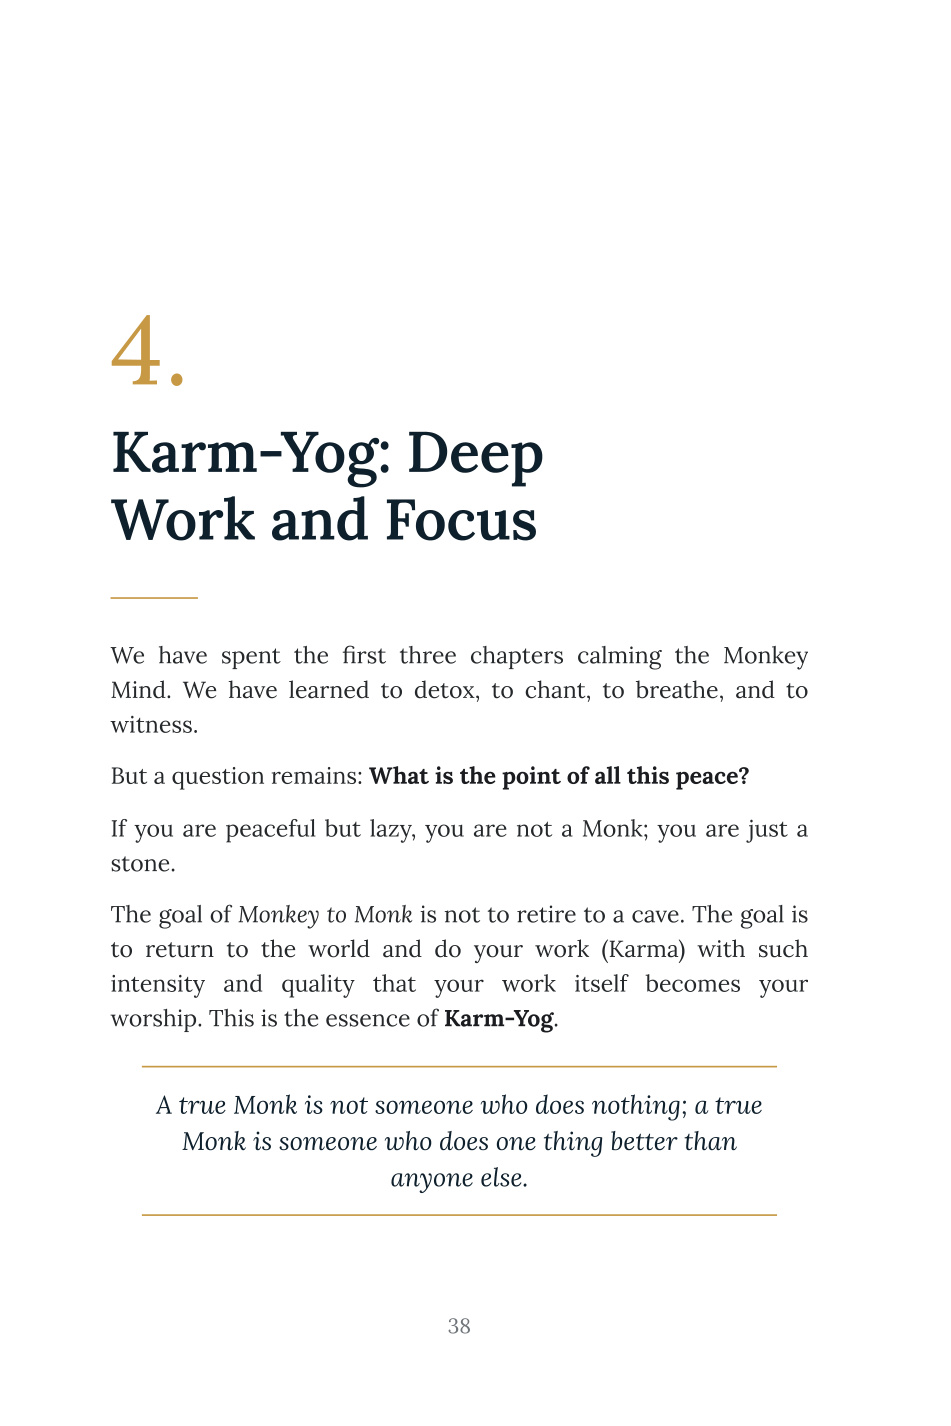 4.
Karm-Yog: Deep
Work and Focus
We have spent the first three chapters calming the Monkey
Mind. We have learned to detox, to chant, to breathe, and to
witness.
But a question remains: What is the point of all this peace?
If you are peaceful but lazy, you are not a Monk; you are just a
stone.
The goal of Monkey to Monk is not to retire to a cave. The goal is
to return to the world and do your work (Karma) with such
intensity and quality that your work itself becomes your
worship. This is the essence of Karm-Yog.
A true Monk is not someone who does nothing; a true
Monk is someone who does one thing better than
anyone else.
38